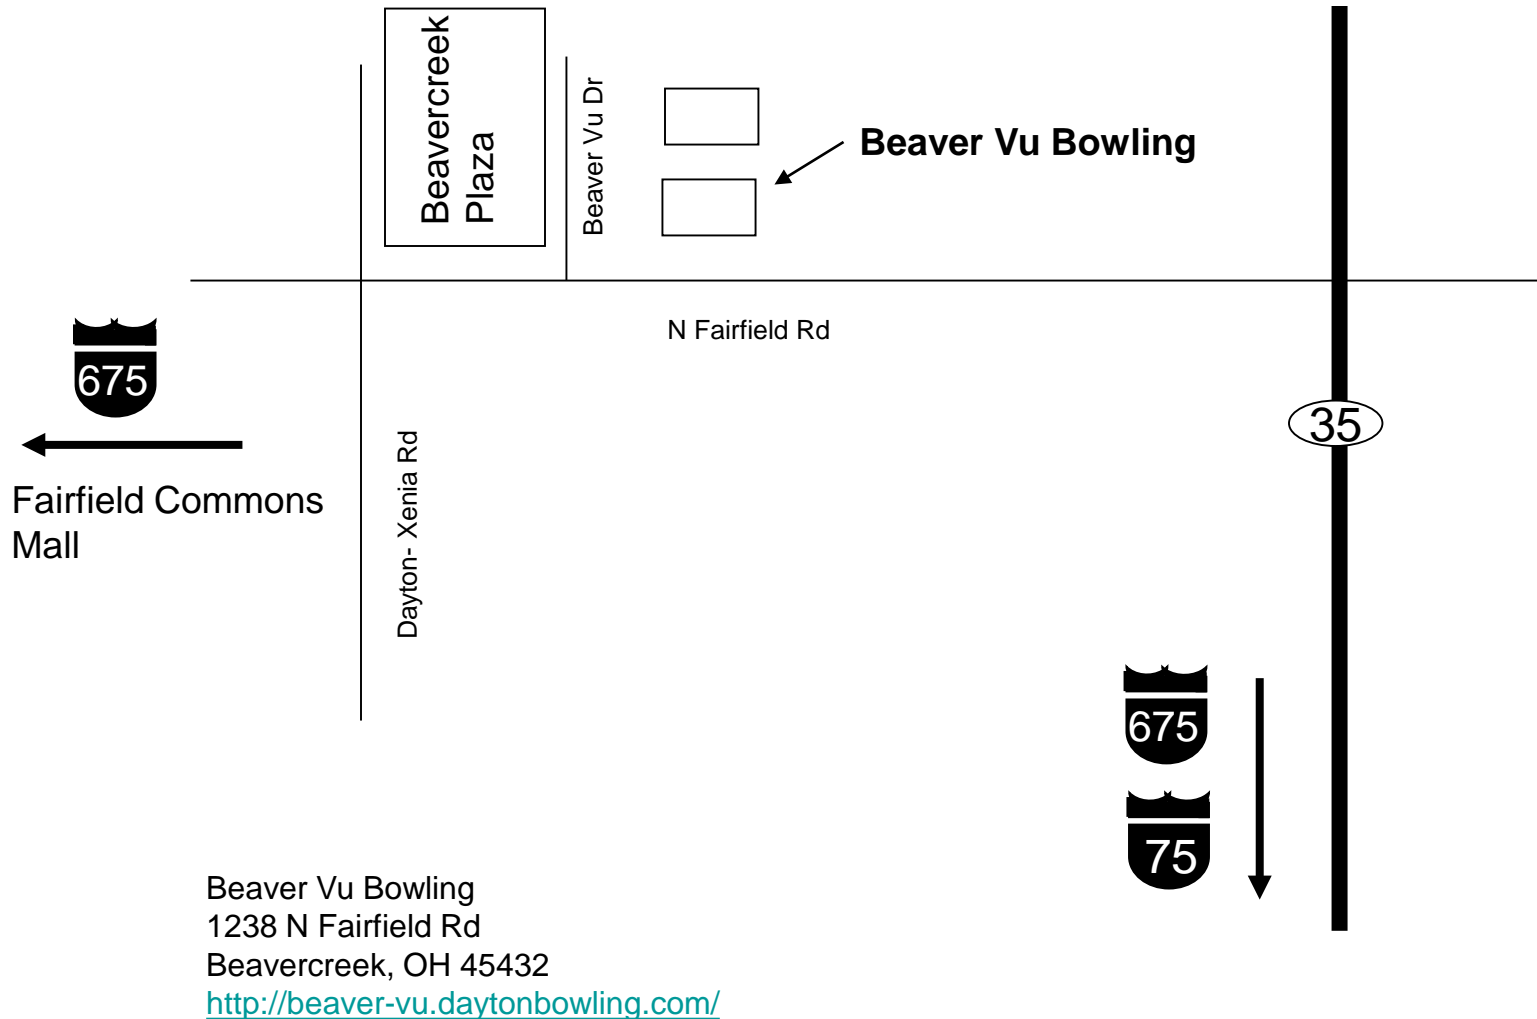 Beavercreek
Plaza
Beaver Vu Dr
Beaver Vu Bowling
N Fairfield Rd
675
35
Fairfield Commons
Mall
Dayton- Xenia Rd
675
75
Beaver Vu Bowling
1238 N Fairfield Rd
Beavercreek, OH 45432
http://beaver-vu.daytonbowling.com/